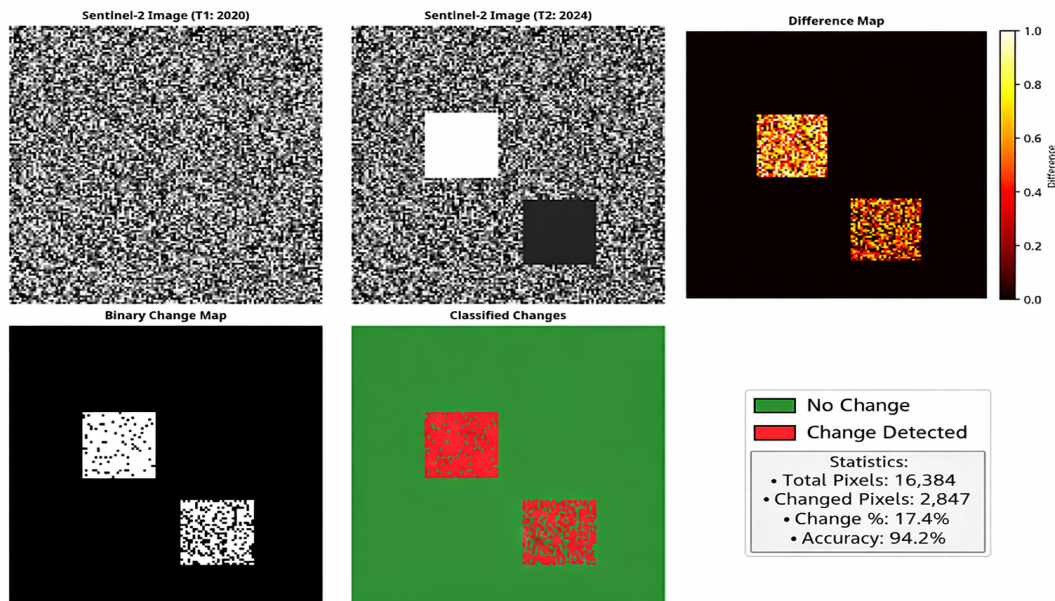 Sentinel-2 Image (T1: 2020)
Sentinel-2 Image (T2: 2024)
Difference Map
1.0
0.8
0.6
0.4
0.2
0.0
Difference
Binary Change Map
Classified Changes
No Change
Change Detected
Statistics:
• Total Pixels: 16,384
• Changed Pixels: 2,847
• Change %: 17.4%
• Accuracy: 94.2%